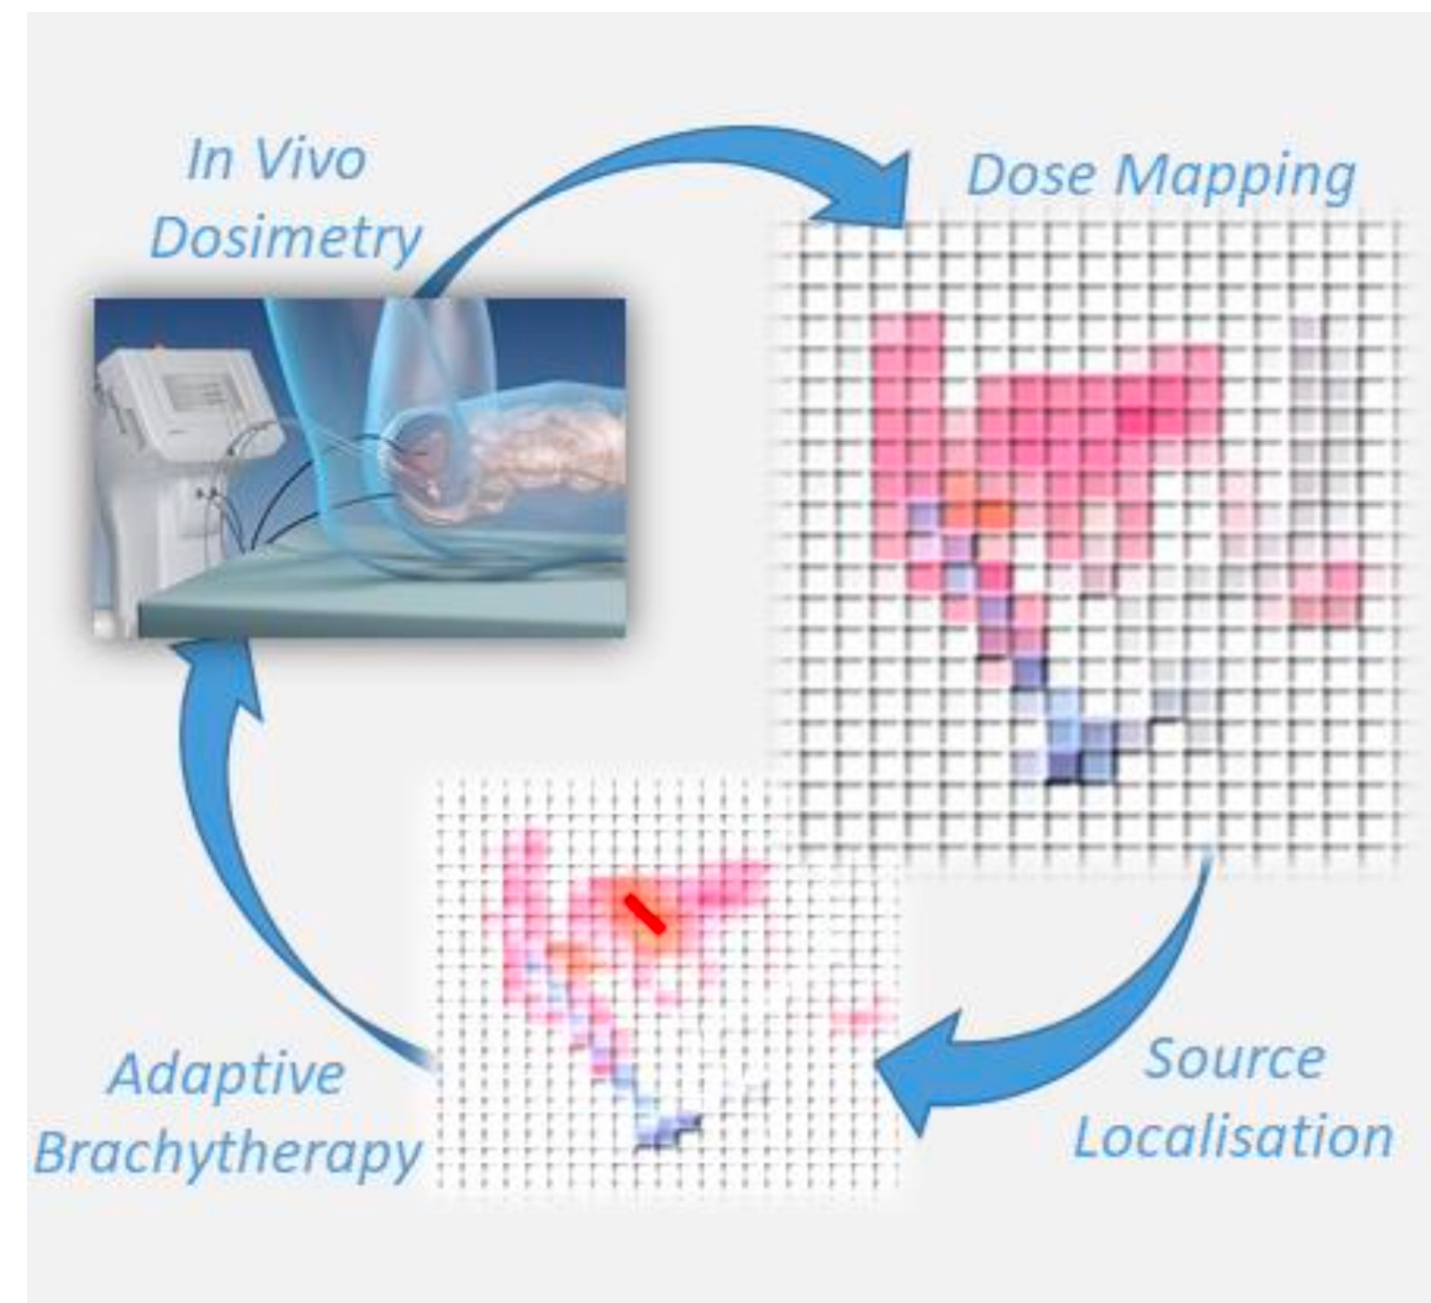 In Vivo
Dosimetry
Dose Mapping
Source
Localisation
Adaptive
Brachytherapy